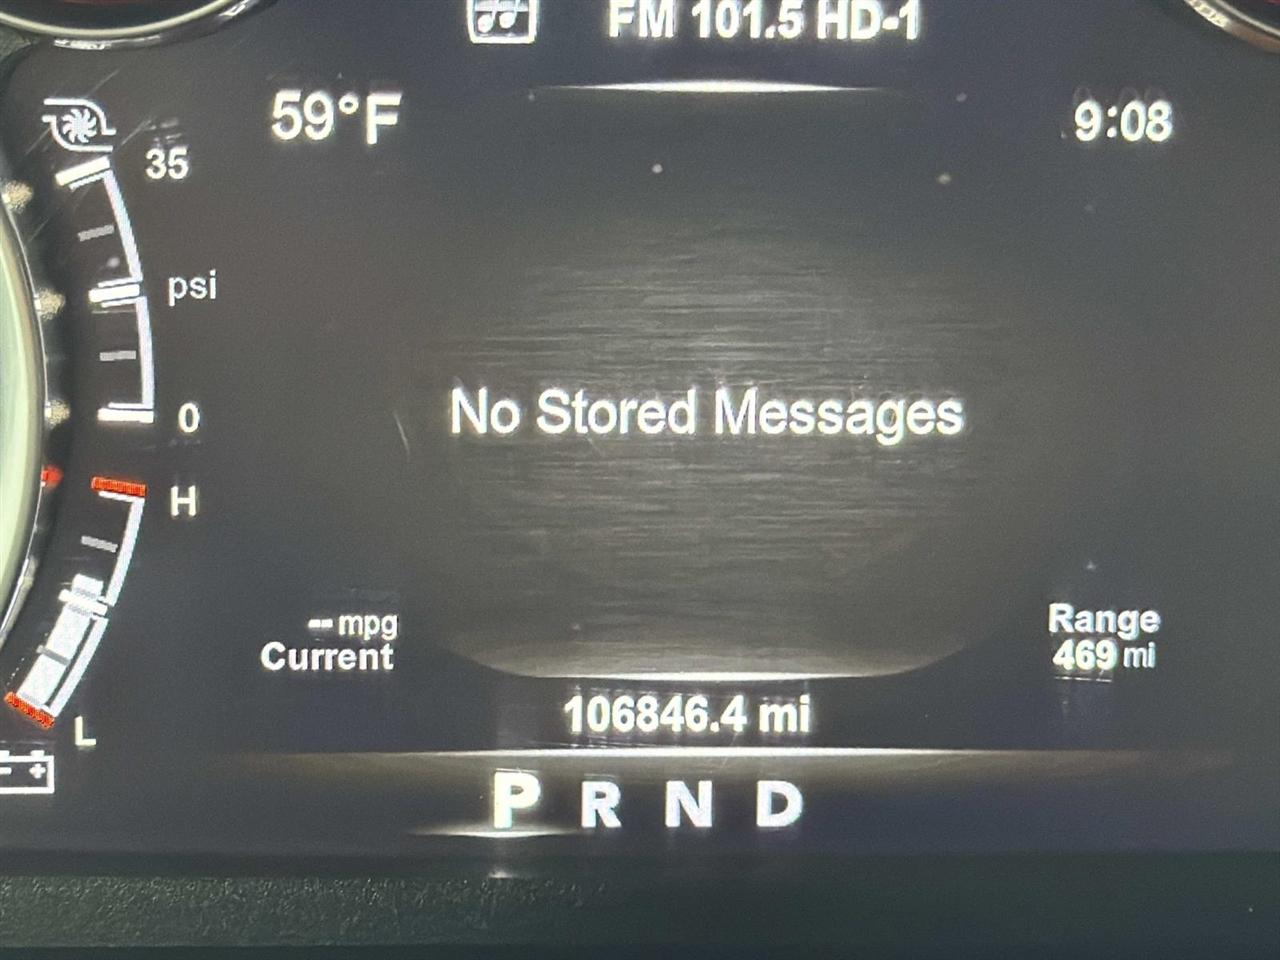 FM 101.5 HD-1
59°F
9:08
35
psi
0
No Stored Messages
H
L
-- mpg
Current
Range
469 mi
106846.4 mi
P R N D